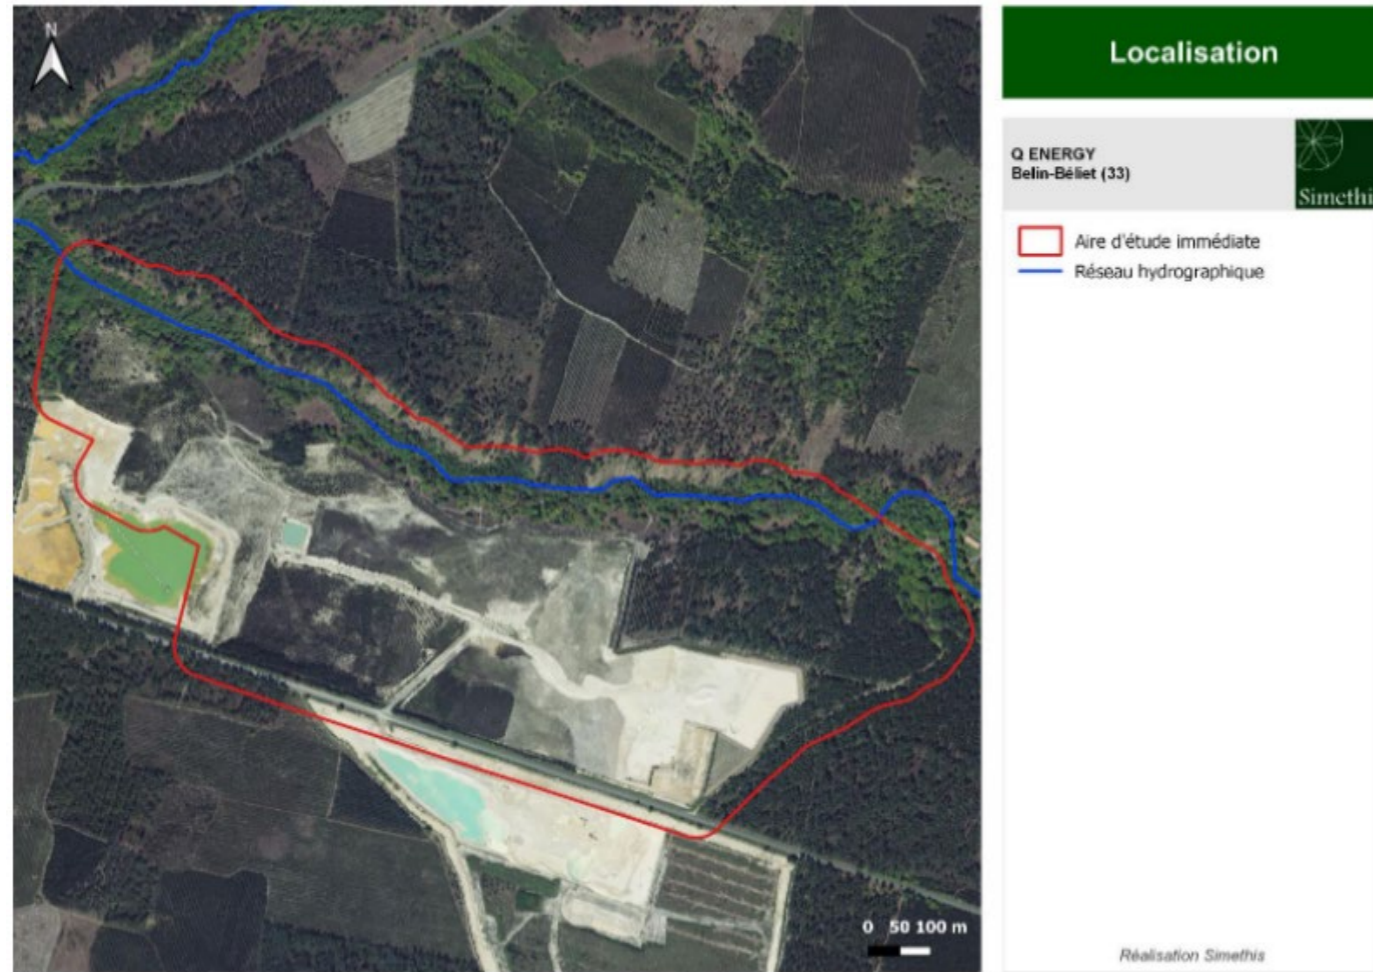 N
Localisation
Q ENERGY
Belin-Béliet (33)
Simethi
Aire d'étude immédiate
Réseau hydrographique
0 50 100 m
Réalisation Simethis